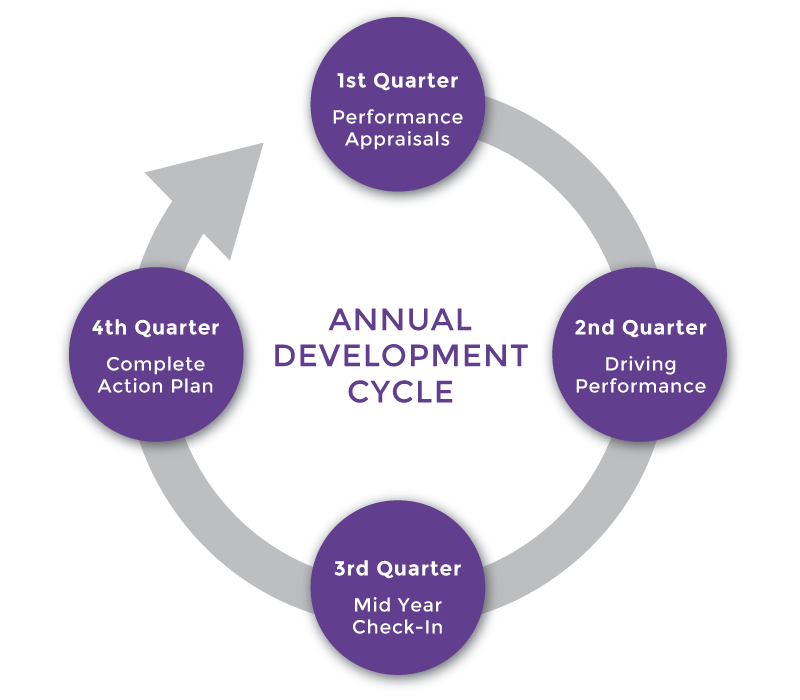 1st Quarter
Performance
Appraisals
2nd Quarter
Driving
Performance
3rd Quarter
Mid Year
Check-In
4th Quarter
Complete
Action Plan
ANNUAL
DEVELOPMENT
CYCLE